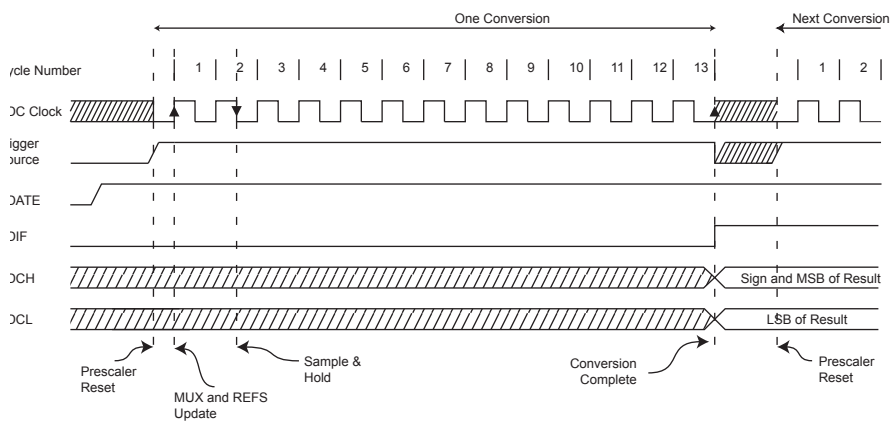 One Conversion
Next Conversion
ycle Number
1 2 3 4 5 6 7 8 9 10 11 12 13 1 2
DC Clock
igger
ource
DATE
DIF
DCH
Sign and MSB of Result
DCL
LSB of Result
Prescaler
Reset
MUX and REFS
Update
Sample &
Hold
Conversion
Complete
Prescaler
Reset